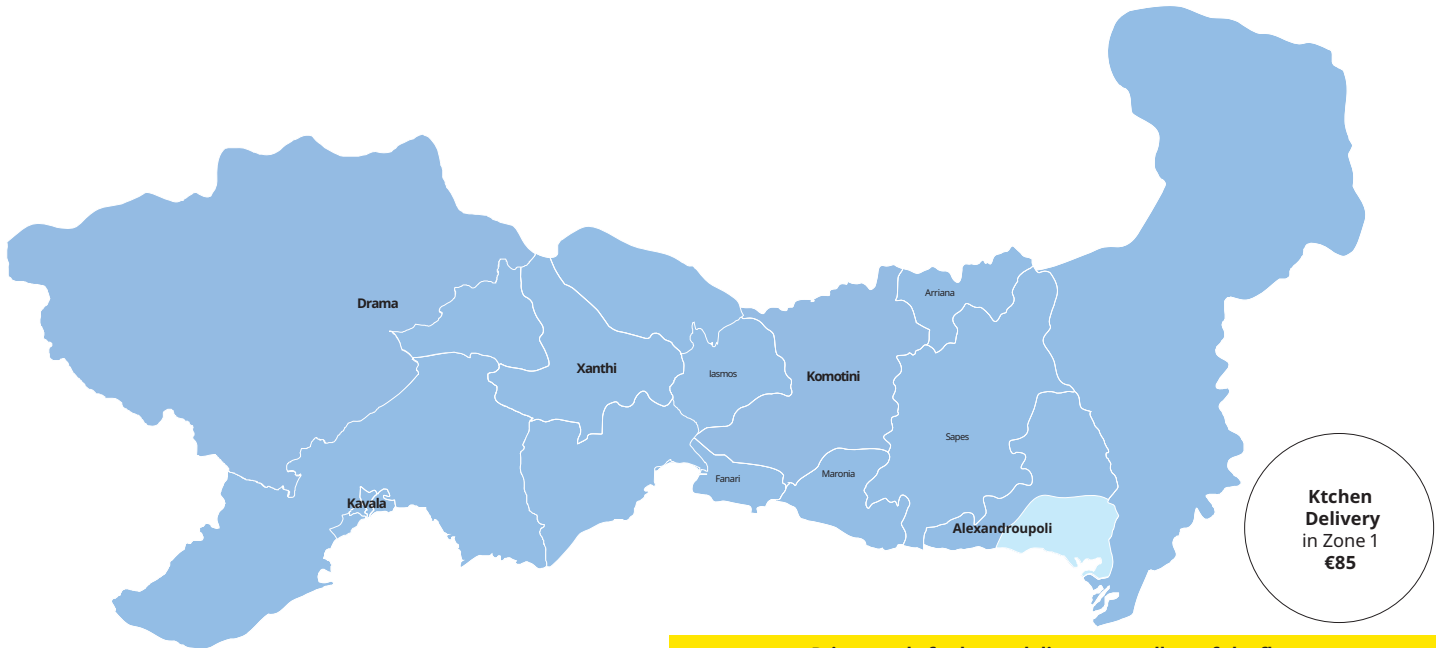 Arriana
Drama
Xanthi
Iasmos
Komotini
Sapes
Maronia
Fanari
Kavala
Alexandroupoli
Ktchen
Delivery
in Zone 1
€85